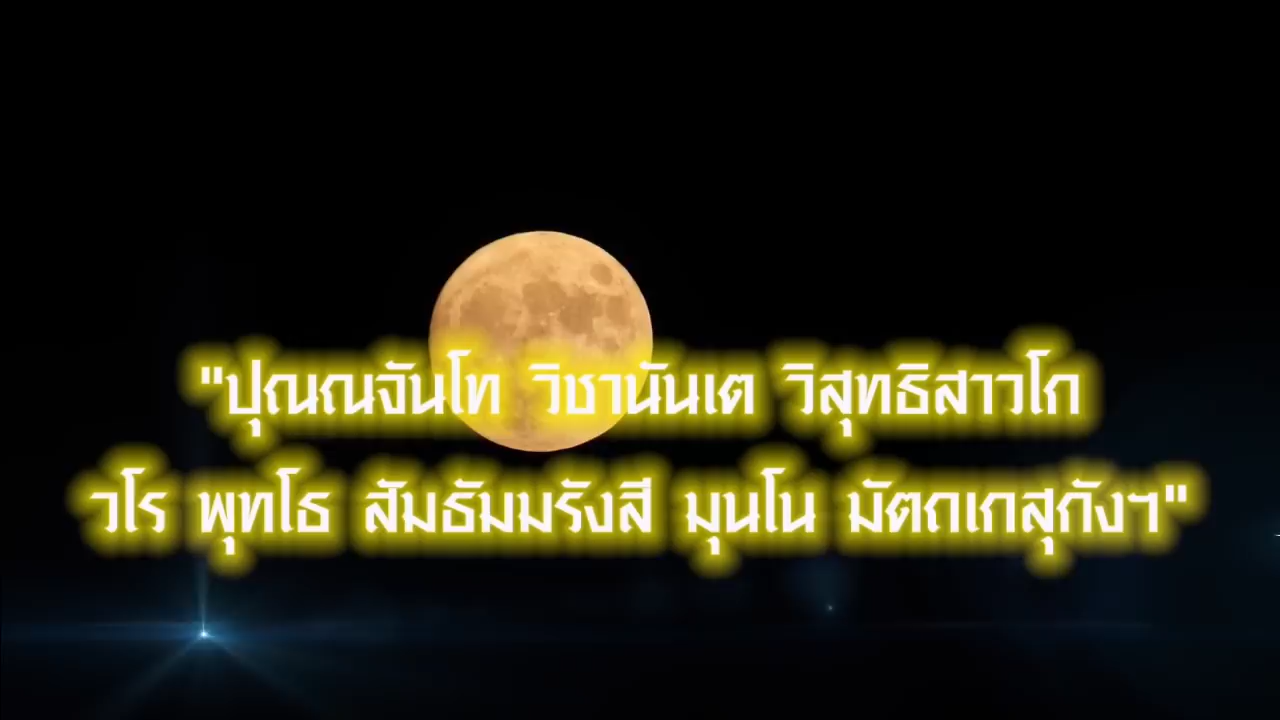 "ปุณณจันโท วิชานันเต วิสุทธิสาวโก
วโร พุทโธ สัมธัมมรังสี มุนโน มัตถเกสุกังฯ"